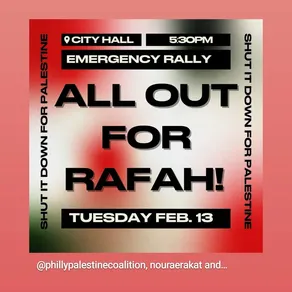 CITY HALL 5:30PM
EMERGENCY RALLY
SHUT IT DOWN FOR PALESTINE
ALL OUT
FOR
RAFAH!
SHUT IT DOWN FOR PALESTINE
TUESDAY FEB. 13
@phillypalestinecoalition, nouraerakat and...